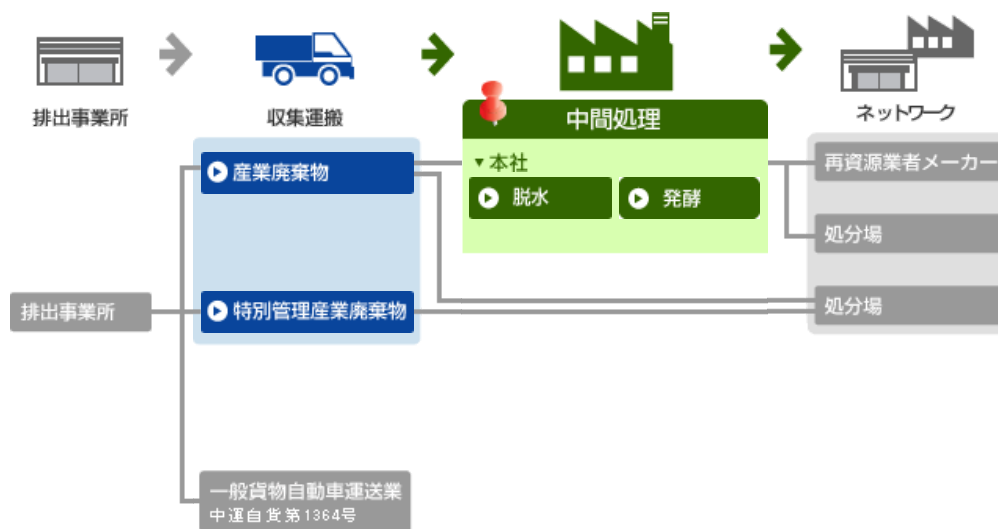 排出事業所
収集運搬
中間処理
ネットワーク
▼本社
産業廃棄物
脱水
発酵
再資源業者メーカー
処分場
排出事業所
特別管理産業廃棄物
処分場
一般貨物自動車運送業
中運自貨第1364号